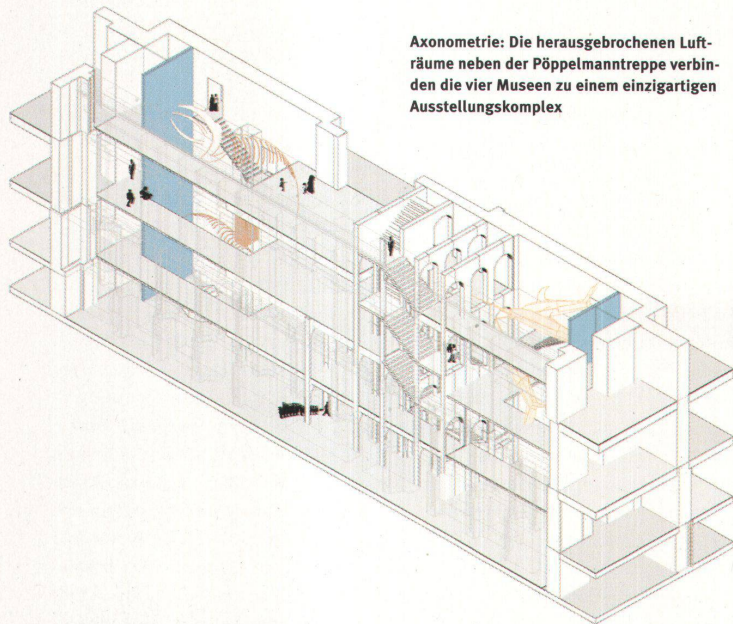 Axonometrie: Die herausgebrochenen Luft-
räume neben der Pöppelmanntreppe verbin-
den die vier Museen zu einem einzigartigen
Ausstellungskomplex